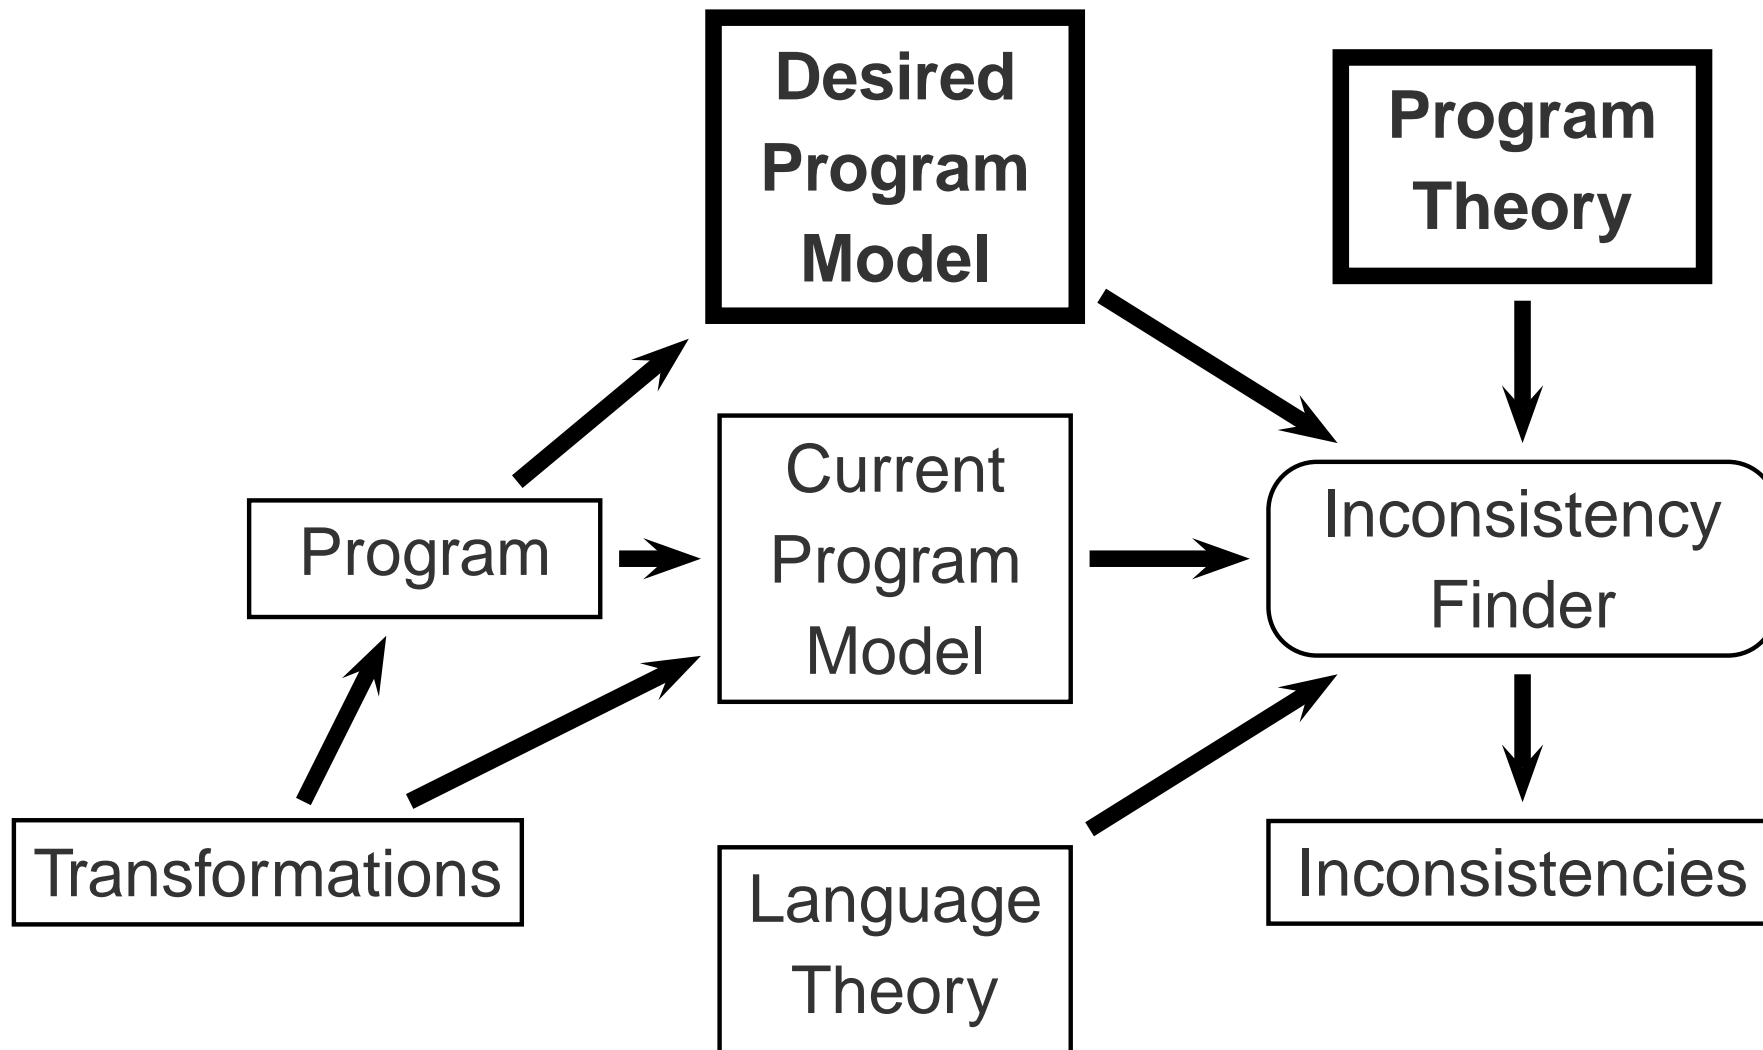 Desired
Program
Model
Program
Theory
Current
Program
Model
Program
Inconsistency
Finder
Transformations
Language
Theory
Inconsistencies